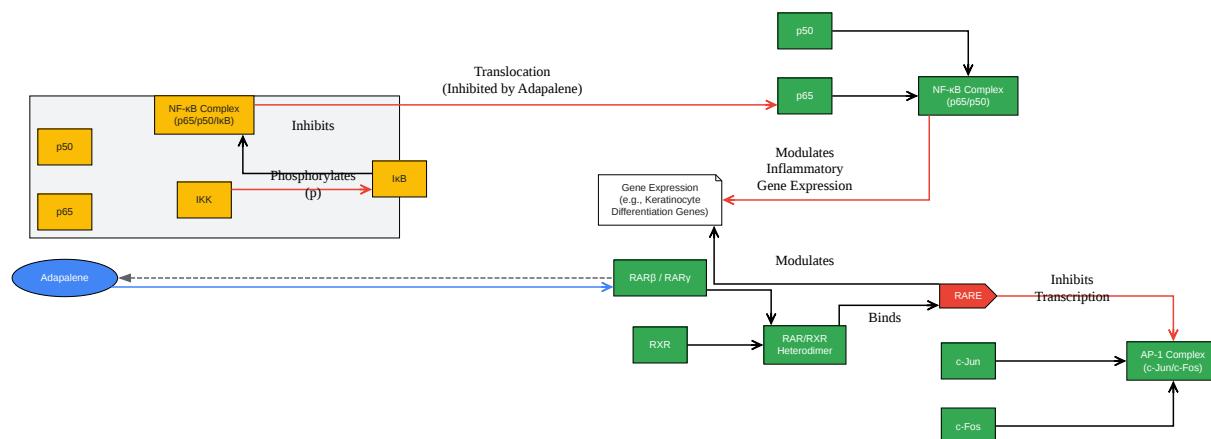 p50
Translocation
(Inhibited by Adapalene)
p65
NF-κB Complex
(p65/p50)
NF-κB Complex
(p65/p50/IκB)
Inhibits
p50
Phosphorylates
(p)
IκB
IKK
p65
Modulates
Inflammatory
Gene Expression
Gene Expression
(e.g., Keratinocyte
Differentiation Genes)
Adapalene
RARβ / RARγ
Modulates
RARE
Inhibits
Transcription
Binds
RXR
RAR/RXR
Heterodimer
c-Jun
AP-1 Complex
(c-Jun/c-Fos)
c-Fos